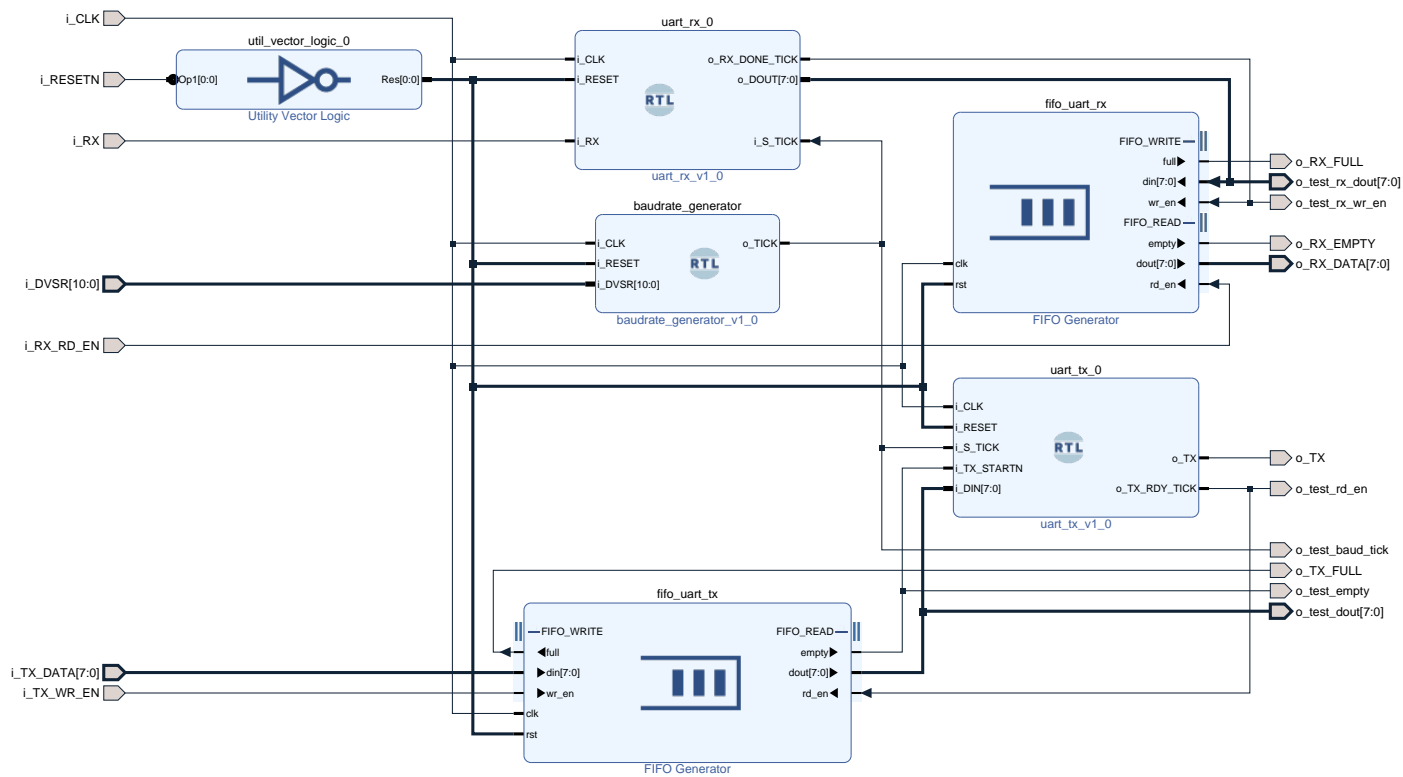 i_CLK
i_RESETN
i_RX
i_DVSR[10:0]
i_RX_RD_EN
i_TX_DATA[7:0]
i_TX_WR_EN
util_vector_logic_0
Op1[0:0]
Res[0:0]
Utility Vector Logic
uart_rx_0
i_CLK
i_RESET
i_RX
o_RX_DONE_TICK
o_DOUT[7:0]
i_S_TICK
RTL
uart_rx_v1_0
baudrate_generator
i_CLK
i_RESET
i_DVSR[10:0]
o_TICK
RTL
baudrate_generator_v1_0
fifo_uart_rx
FIFO_WRITE
full
din[7:0]
wr_en
FIFO_READ
empty
dout[7:0]
rd_en
clk
rst
FIFO Generator
uart_tx_0
i_CLK
i_RESET
i_S_TICK
i_TX_STARTN
i_DIN[7:0]
o_TX
o_TX_RDY_TICK
RTL
uart_tx_v1_0
fifo_uart_tx
FIFO_WRITE
full
din[7:0]
wr_en
clk
rst
FIFO_READ
empty
dout[7:0]
rd_en
FIFO Generator
o_RX_FULL
o_test_rx_dout[7:0]
o_test_rx_wr_en
o_RX_EMPTY
o_RX_DATA[7:0]
o_TX
o_test_rd_en
o_test_baud_tick
o_TX_FULL
o_test_empty
o_test_dout[7:0]